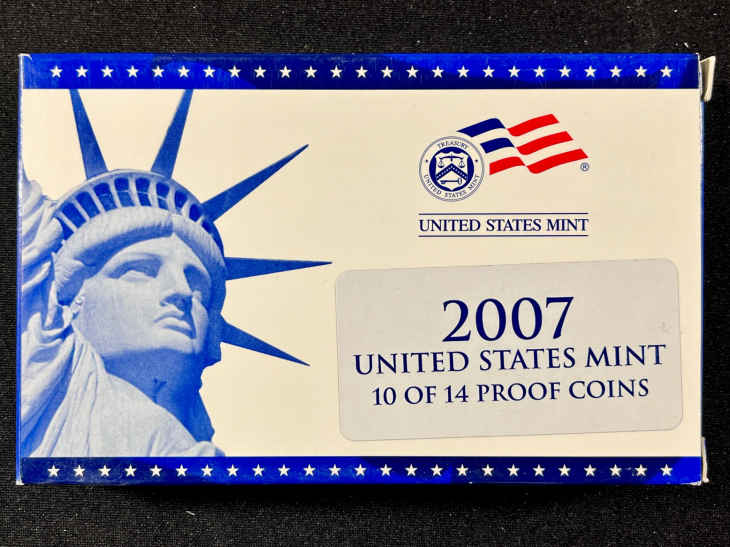 TREASURY
UNITED STATES MINT
®
UNITED STATES MINT
2007
UNITED STATES MINT
10 OF 14 PROOF COINS